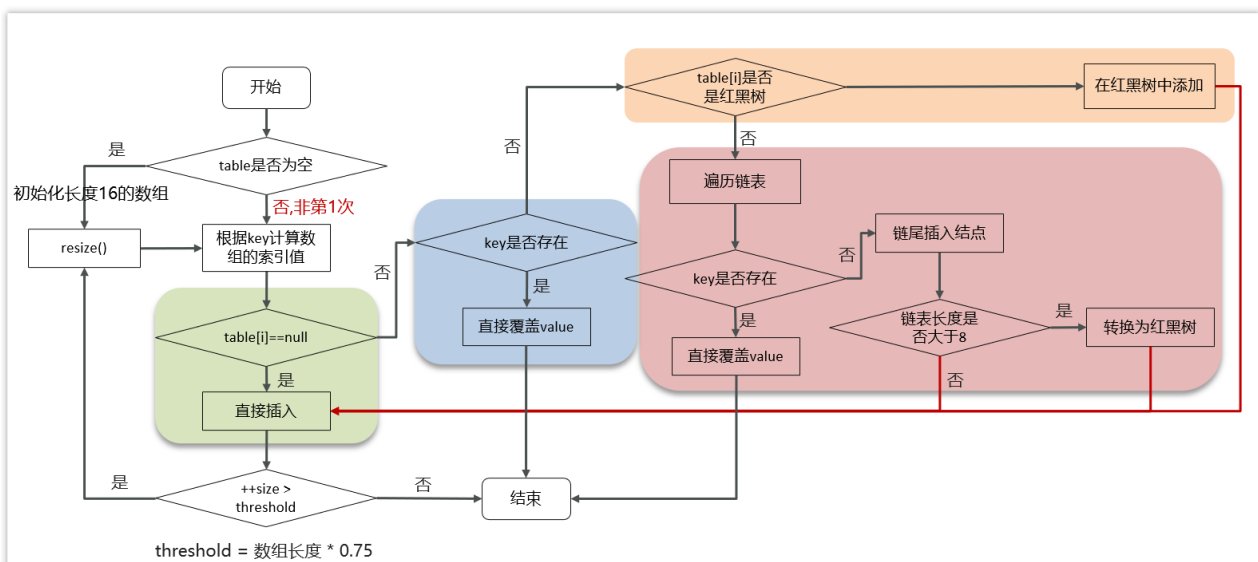 开始
table是否为空
是
初始化长度16的数组
否,非第1次
resize()
根据key计算数
组的索引值
table[i]==null
否
是
直接插入
++size >
threshold
是
否
threshold = 数组长度 * 0.75
key是否存在
否
是
直接覆盖value
结束
table[i]是否
是红黑树
在红黑树中添加
否
遍历链表
key是否存在
否
是
直接覆盖value
链尾插入结点
链表长度是
否大于8
是
否
转换为红黑树